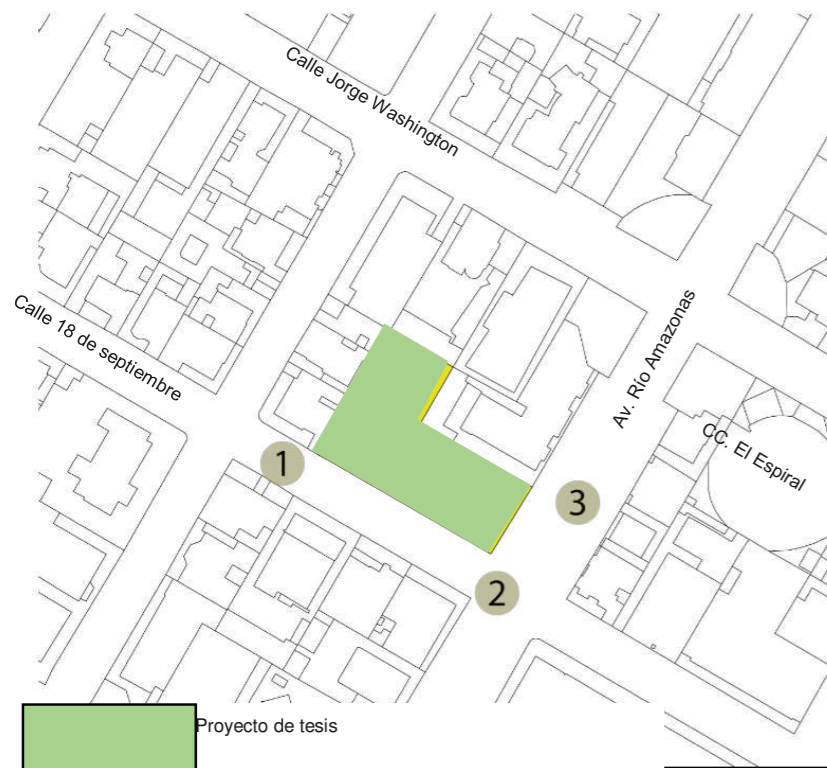 Calle Jorge Washington
Calle 18 de septiembre
Av. Río Amazonas
CC. El Espiral
1
3
2
Proyecto de tesis